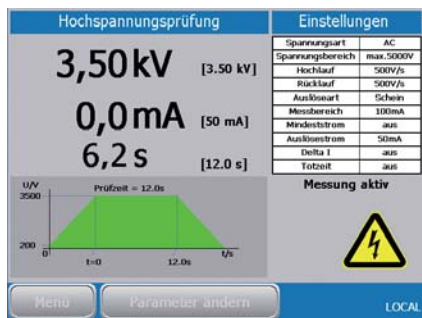 Hochspannungsprüfung
Einstellungen
3,50 kV [3.50 kV]
0,0 mA [50 mA]
6,2 s [12.0 s]
Spannungsart AC
Spannungsbereich max.5000V
Hochlauf 500V/s
Rücklauf 500V/s
Auslöseart Schein
Messbereich 100mA
Mindeststrom aus
Auslösestrom 50mA
Delta I aus
Totzeit aus
Messung aktiv
U/V
3500
Prüfzeit = 12.0s
200
0
t=0
12.0s
t/s
Menü
Parameter ändern
LOCAL